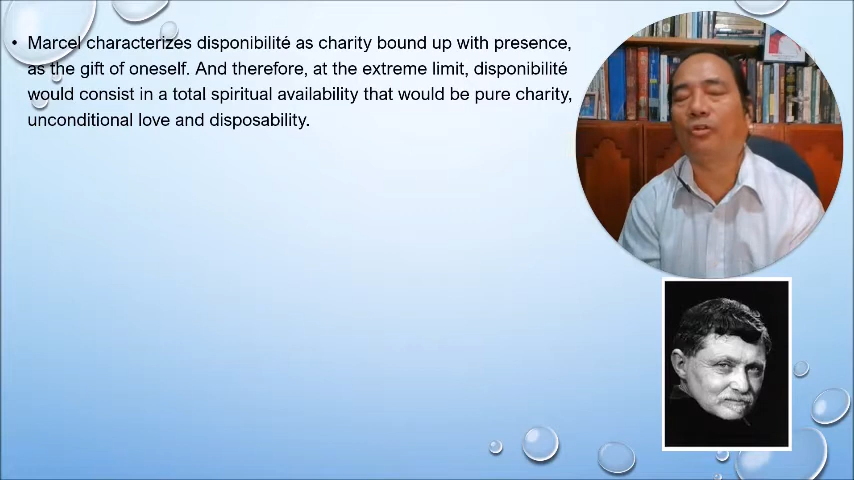 • Marcel characterizes disponibilité as charity bound up with presence,
as the gift of oneself. And therefore, at the extreme limit, disponibilité
would consist in a total spiritual availability that would be pure charity,
unconditional love and disposability.